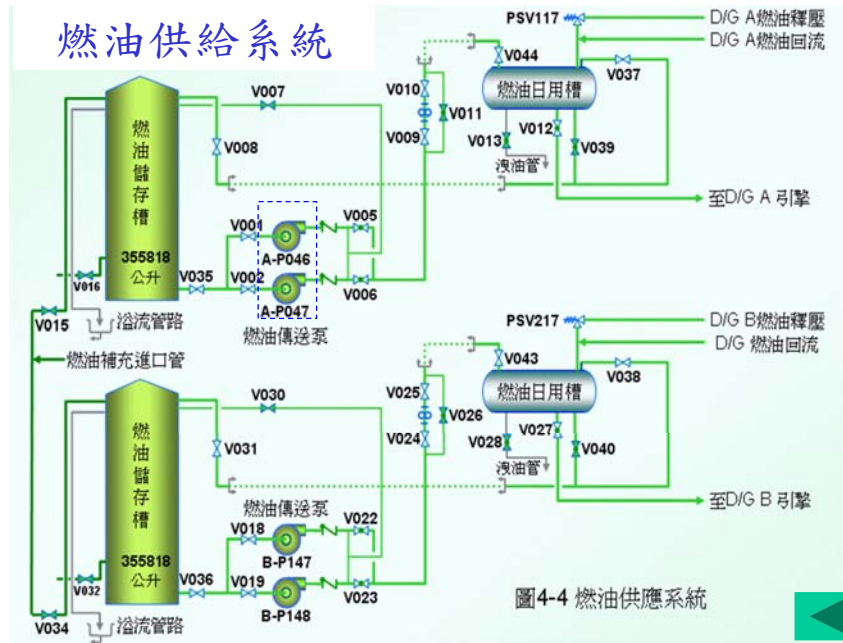 燃油供給系統
PSV117
D/G A燃油釋壓
D/G A燃油回流
V044
V037
V007
V010
V011
燃油日用槽
V008
V009
V013
V012
V039
洩油管
燃油儲存槽
至D/G A 引擎
V001
V005
A-P046
355818
公升
V016
V035
V002
V006
A-P047
V015
溢流管路
燃油傳送泵
PSV217
D/G B燃油釋壓
D/G 燃油回流
燃油補充進口管
V043
V038
V030
V025
V026
燃油日用槽
V031
V024
V028
V027
V040
洩油管
燃油儲存槽
燃油傳送泵
至D/G B 引擎
V018
V022
B-P147
355818
公升
V032
V036
V019
V023
B-P148
V034
溢流管路
圖4-4 燃油供應系統